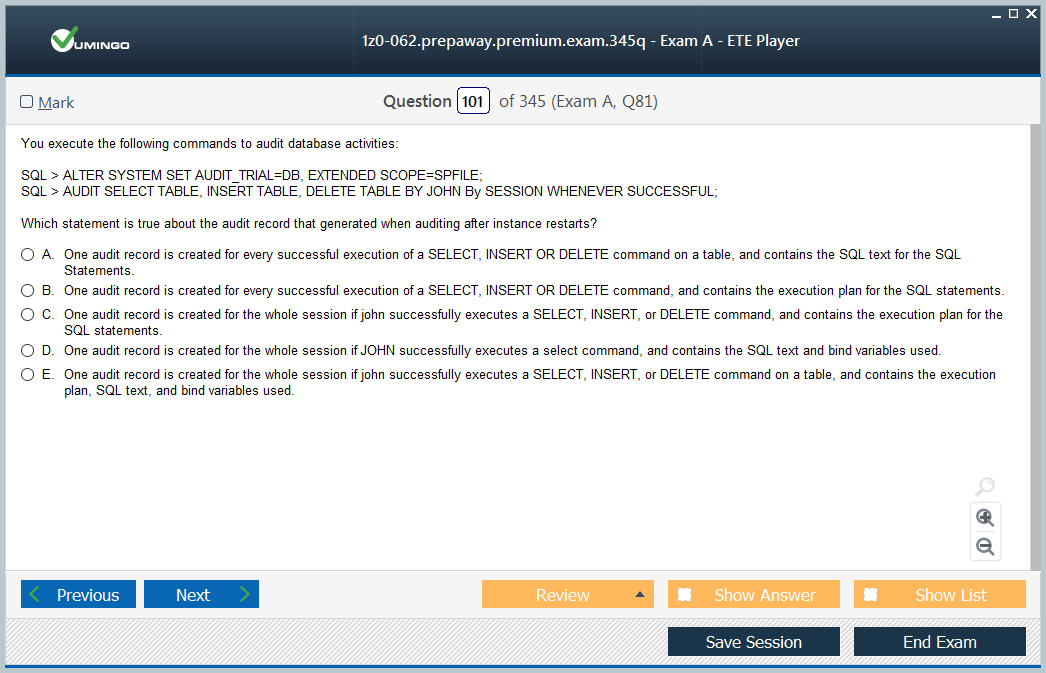 VUMINGO
1z0-062.prepaway.premium.exam.345q - Exam A - ETE Player
Mark
Question 101 of 345 (Exam A, Q81)
You execute the following commands to audit database activities:
SQL > ALTER SYSTEM SET AUDIT_TRIAL=DB, EXTENDED SCOPE=SPFILE;
SQL > AUDIT SELECT TABLE, INSERT TABLE, DELETE TABLE BY JOHN By SESSION WHENEVER SUCCESSFUL;
Which statement is true about the audit record that generated when auditing after instance restarts?
A. One audit record is created for every successful execution of a SELECT, INSERT OR DELETE command on a table, and contains the SQL text for the SQL
Statements.
B. One audit record is created for every successful execution of a SELECT, INSERT OR DELETE command, and contains the execution plan for the SQL statements.
C. One audit record is created for the whole session if john successfully executes a SELECT, INSERT, or DELETE command, and contains the execution plan for the
SQL statements.
D. One audit record is created for the whole session if JOHN successfully executes a select command, and contains the SQL text and bind variables used.
E. One audit record is created for the whole session if john successfully executes a SELECT, INSERT, or DELETE command on a table, and contains the execution
plan, SQL text, and bind variables used.
Previous
Next
Review
Show Answer
Show List
Save Session
End Exam